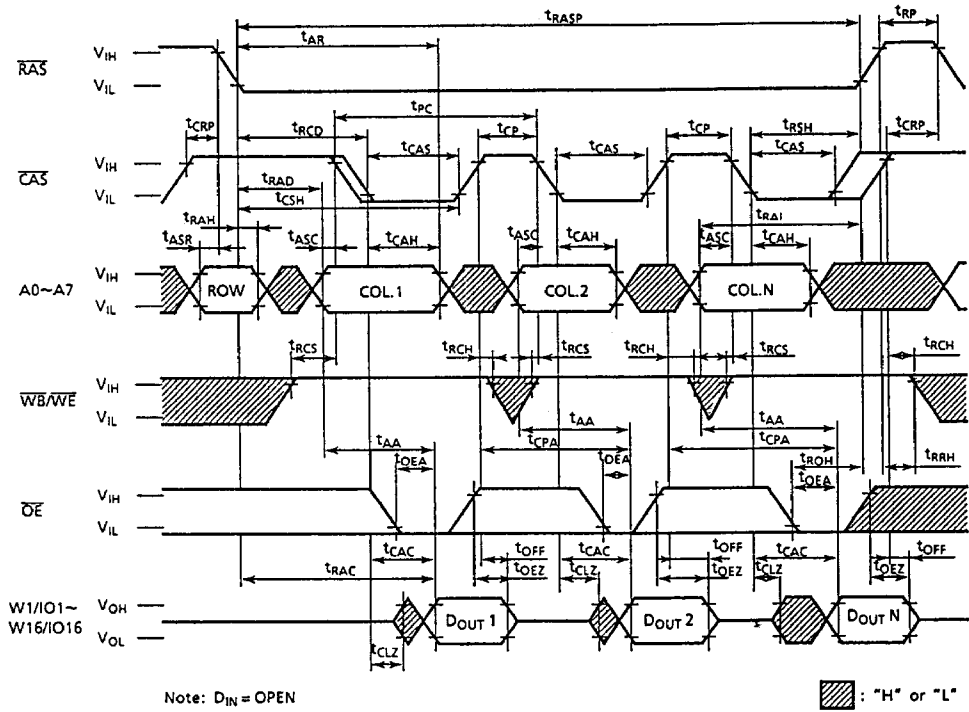 tRASP
tRP
tAR
RAS
VIH
VIL
tPC
tCRP
tRCD
tCP
tCP
tRSH
tCRP
tCAS
tCAS
tCAS
CAS
VIH
VIL
tRAD
tCSH
tRAH
tRAL
tASR
tASC
tCAH
tASC
tCAH
tASC
tCAH
A0~A7
VIH
VIL
ROW
COL.1
COL.2
COL.N
tRCS
tRCH
tRCS
tRCH
tRCS
tRCH
WB/WE
VIH
VIL
tAA
tAA
tAA
tCPA
tCPA
tOEA
tOEA
tROH
tRRH
tOEA
OE
VIH
VIL
tCAC
tOFF
tCAC
tOFF
tCAC
tOFF
tRAC
tOEZ
tCLZ
tOEZ
tCLZ
tOEZ
W1/IO1~
W16/IO16
VOH
VOL
DOUT 1
DOUT 2
DOUT N
tCLZ
Note: DIN = OPEN
: "H" or "L"